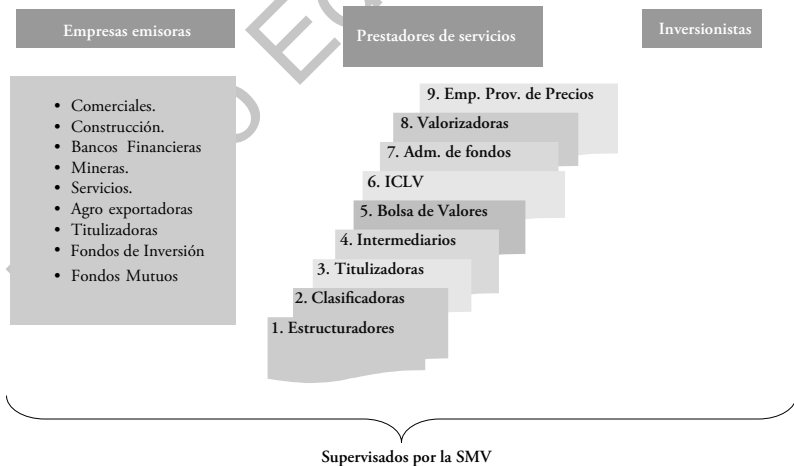 Empresas emisoras
Prestadores de servicios
Inversionistas
• Comerciales.
• Construcción.
• Bancos Financieras
• Mineras.
• Servicios.
• Agro exportadoras
• Titulizadoras
• Fondos de Inversión
• Fondos Mutuos
9. Emp. Prov. de Precios
8. Valorizadoras
7. Adm. de fondos
6. ICLV
5. Bolsa de Valores
4. Intermediarios
3. Titulizadoras
2. Clasificadoras
1. Estructuradores
Supervisados por la SMV